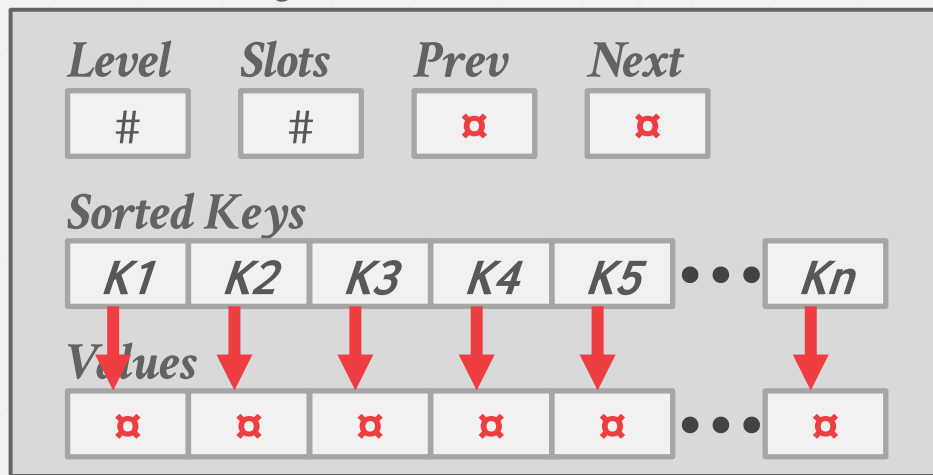 Level Slots Prev Next
# # ¤ ¤
Sorted Keys
K1 K2 K3 K4 K5 ••• Kn
Values
¤ ¤ ¤ ¤ ¤ ••• ¤